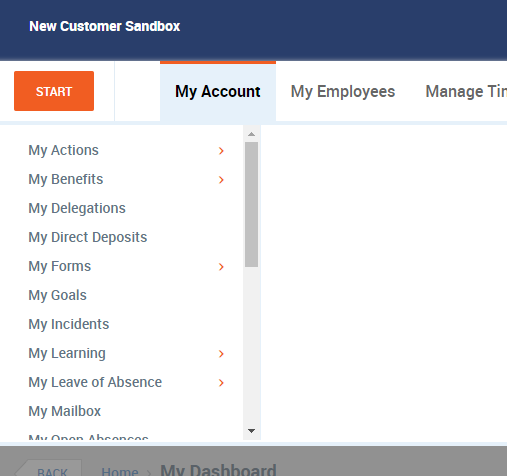 New Customer Sandbox
START
My Account
My Employees
Manage Tim
My Actions
My Benefits
My Delegations
My Direct Deposits
My Forms
My Goals
My Incidents
My Learning
My Leave of Absence
My Mailbox
My Open Absences
BACK
Home › My Dashboard